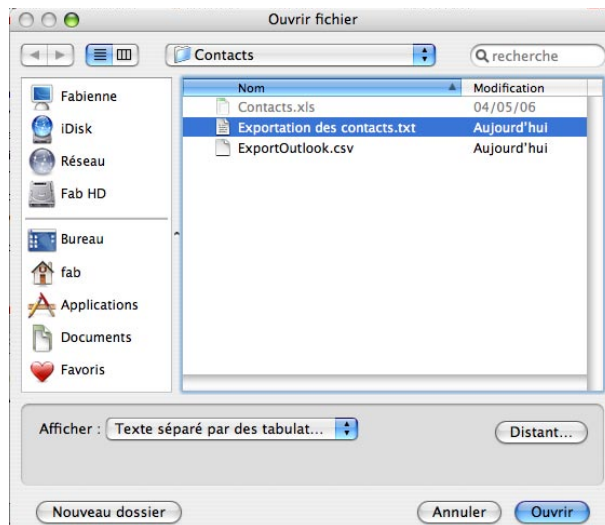 Ouvrir fichier
Contacts
recherche
Fabienne
iDisk
Réseau
Fab HD
Bureau
fab
Applications
Documents
Favoris
Nom Modification
Contacts.xls 04/05/06
Exportation des contacts.txt Aujourd'hui
ExportOutlook.csv Aujourd'hui
Afficher : Texte séparé par des tabulat...
Distant...
Nouveau dossier
Annuler
Ouvrir